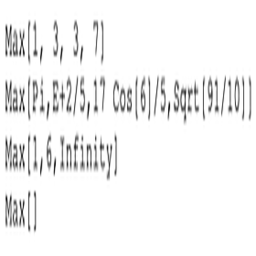 Max[1, 3, 3, 7]
Max[Pi,E+2/5,17 Cos(6)/5,Sqrt(91/10)]
Max[1,6,Infinity]
Max[]